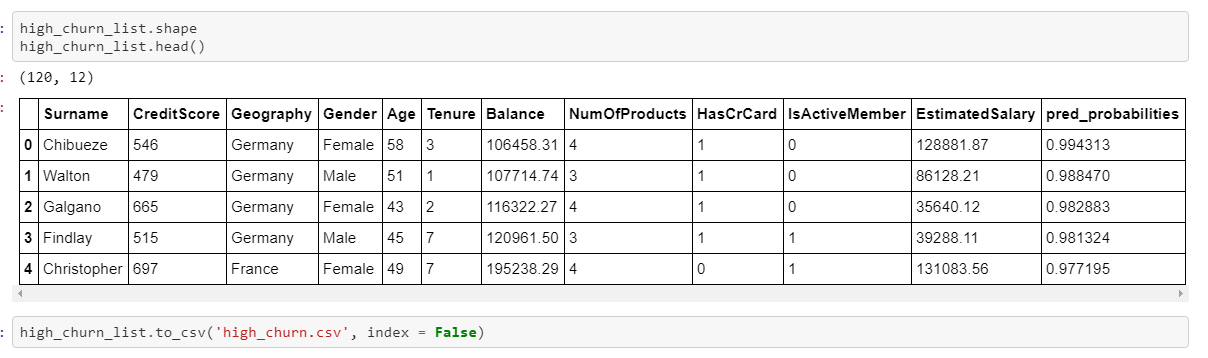 : high_churn_list.shape
high_churn_list.head()
: (120, 12)
:
Surname CreditScore Geography Gender Age Tenure Balance NumOfProducts HasCrCard IsActiveMember EstimatedSalary pred_probabilities
0 Chibueze 546 Germany Female 58 3 106458.31 4 1 0 128881.87 0.994313
1 Walton 479 Germany Male 51 1 107714.74 3 1 0 86128.21 0.988470
2 Galgano 665 Germany Female 43 2 116322.27 4 1 0 35640.12 0.982883
3 Findlay 515 Germany Male 45 7 120961.50 3 1 1 39288.11 0.981324
4 Christopher 697 France Female 49 7 195238.29 4 0 1 131083.56 0.977195
: high_churn_list.to_csv('high_churn.csv', index = False)